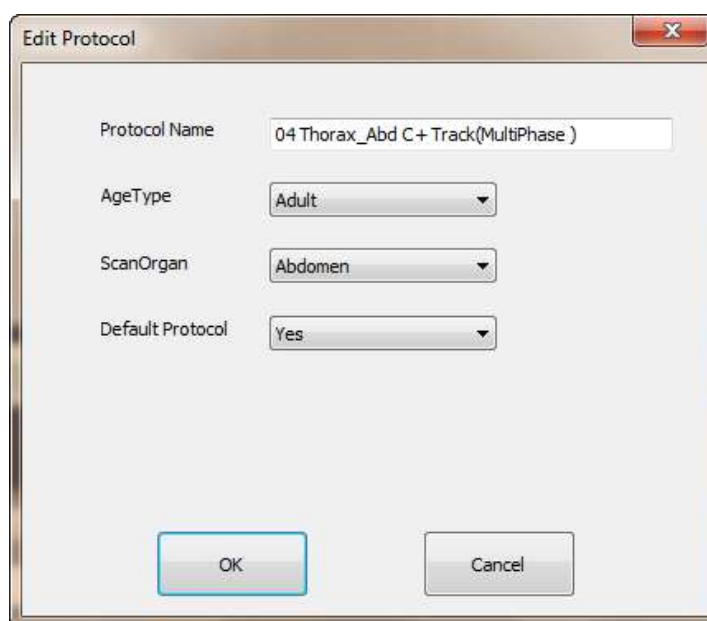 Edit Protocol
Protocol Name 04 Thorax_Abd C+ Track(MultiPhase )
AgeType Adult
ScanOrgan Abdomen
Default Protocol Yes
OK Cancel